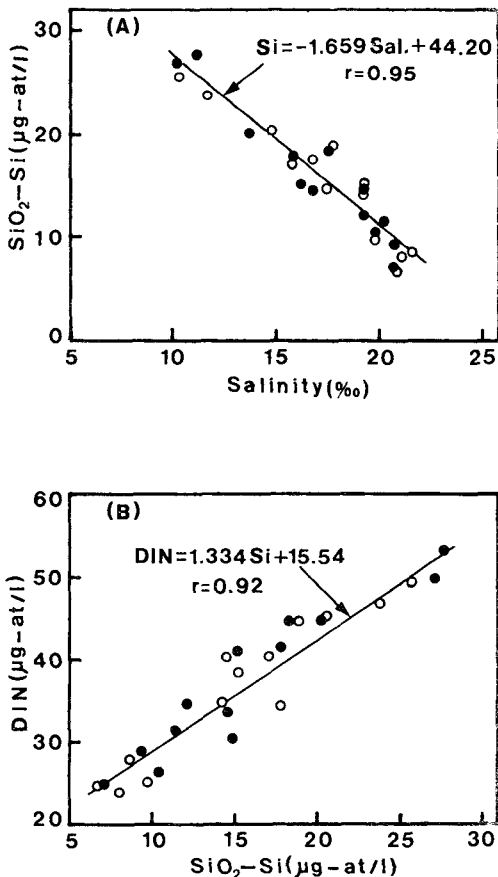 (A)
30
20
10
0
SiO₂–Si(µg–at/l)
Si=–1.659 Sal.+44.20
r=0.95
5 10 15 20 25
Salinity(‰)
(B)
60
50
40
30
20
DIN(µg–at/l)
DIN=1.334 Si+15.54
r=0.92
5 10 15 20 25 30
SiO₂–Si(µg–at/l)